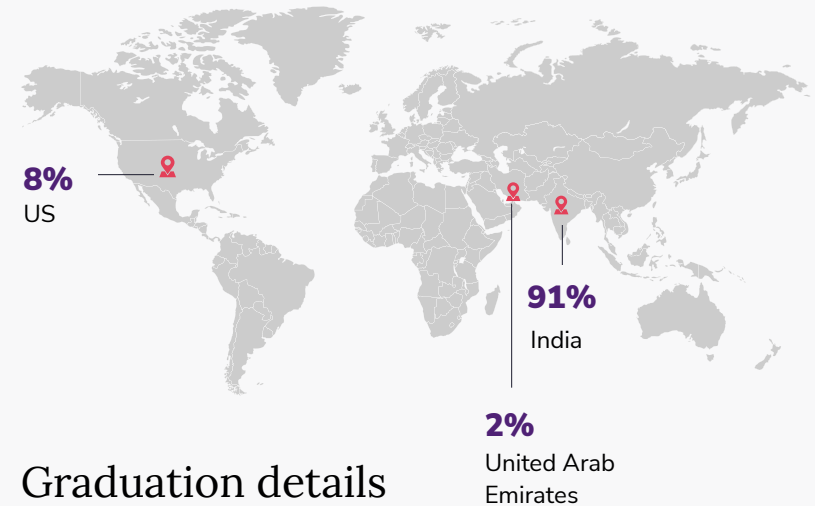 8%
US
91%
India
2%
United Arab
Emirates
Graduation details